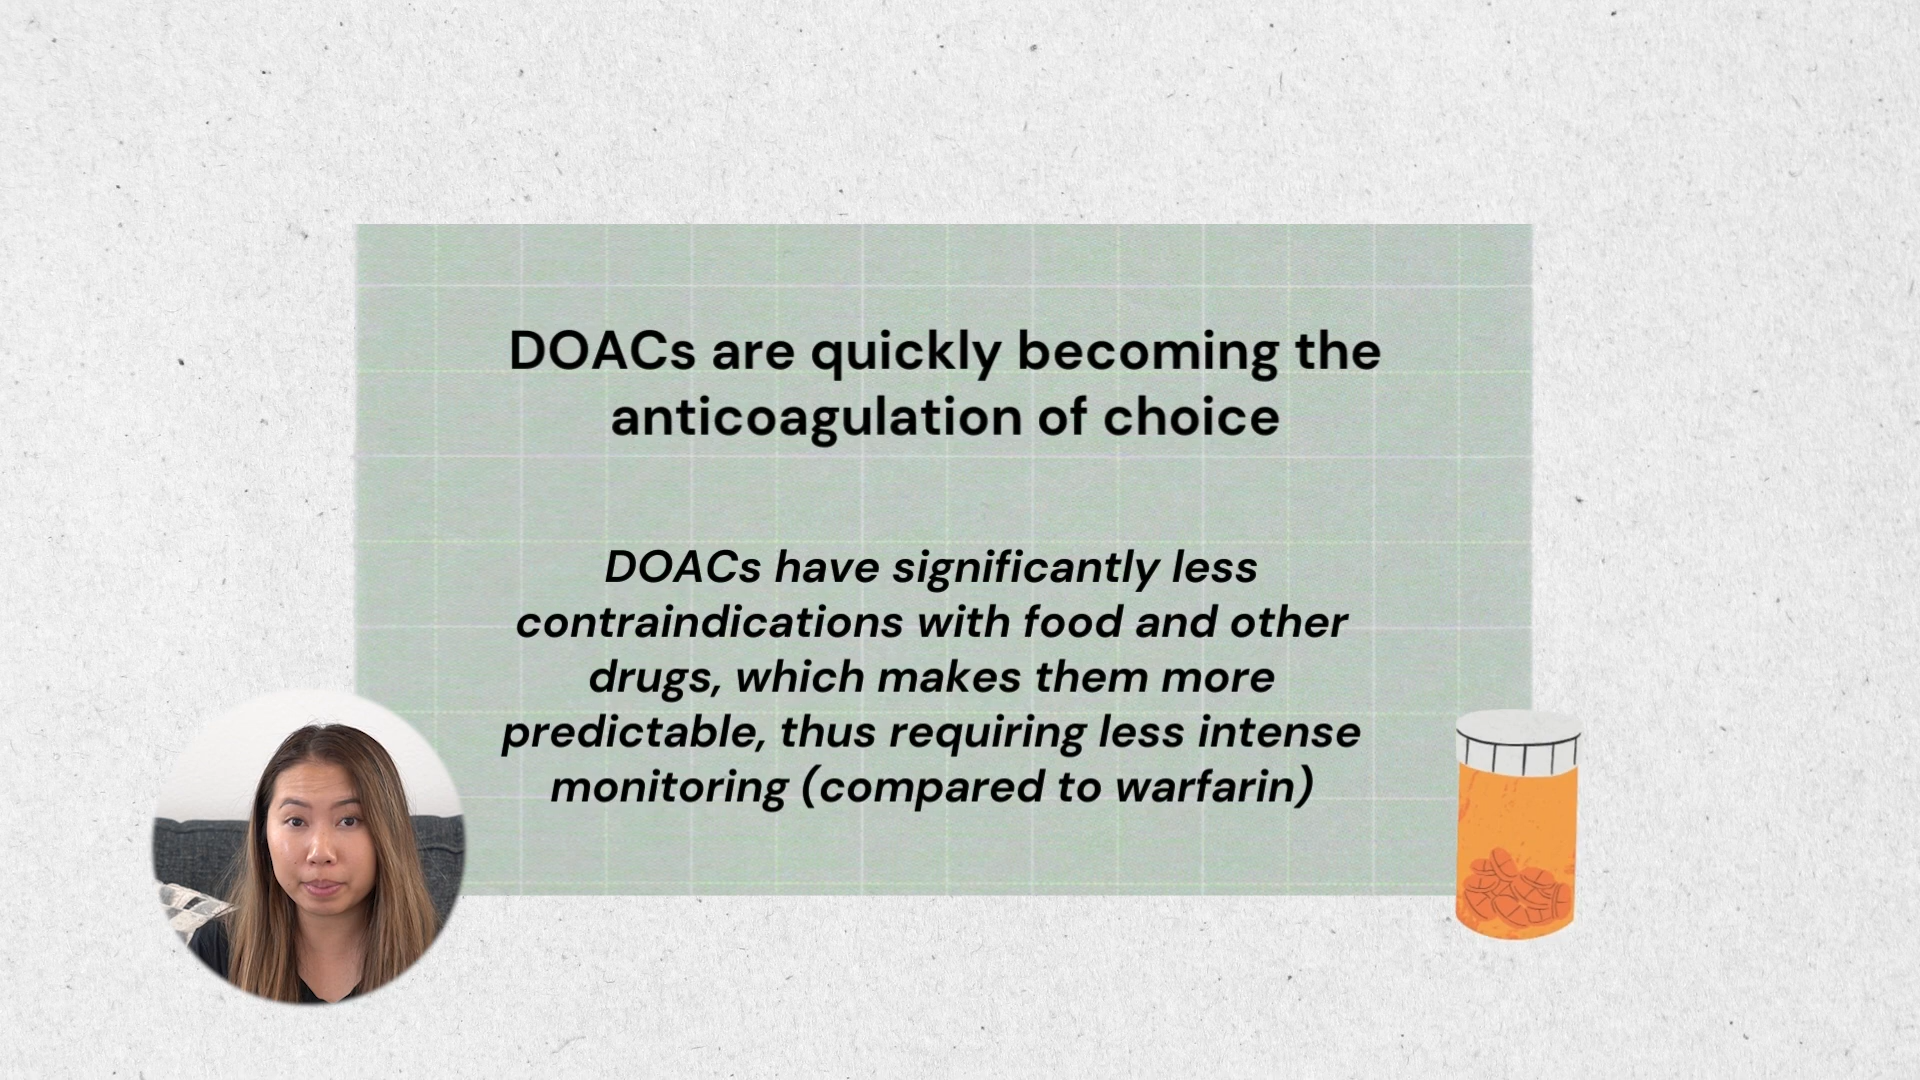 DOACs are quickly becoming the
anticoagulation of choice
DOACs have significantly less
contraindications with food and other
drugs, which makes them more
predictable, thus requiring less intense
monitoring (compared to warfarin)